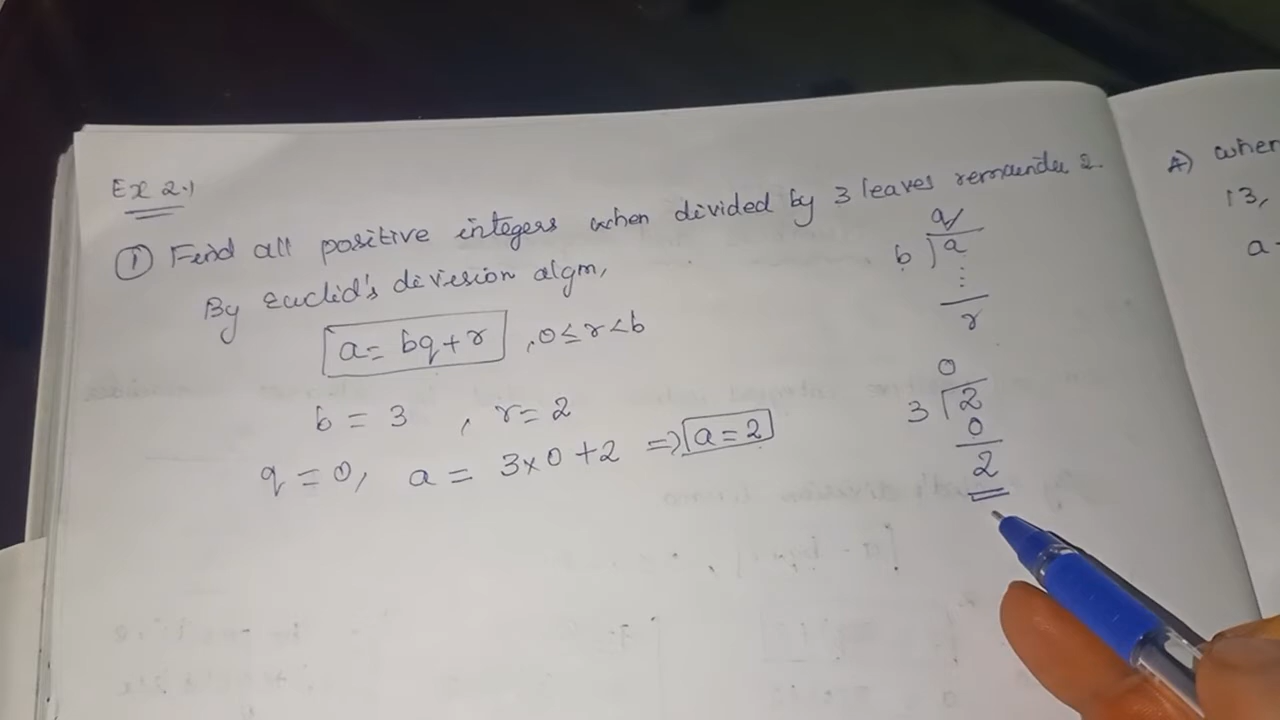 Ex 2.1
① Find all positive integers when divided by 3 leaves remainder 2.
By Euclid's division algm,
a = bq + r , 0 ≤ r < b
b = 3 , r = 2
q = 0, a = 3×0 + 2 ⇒ a = 2
q
b ) a
⋮
r
0
3 ) 2
0
2
A) when
13,
a =